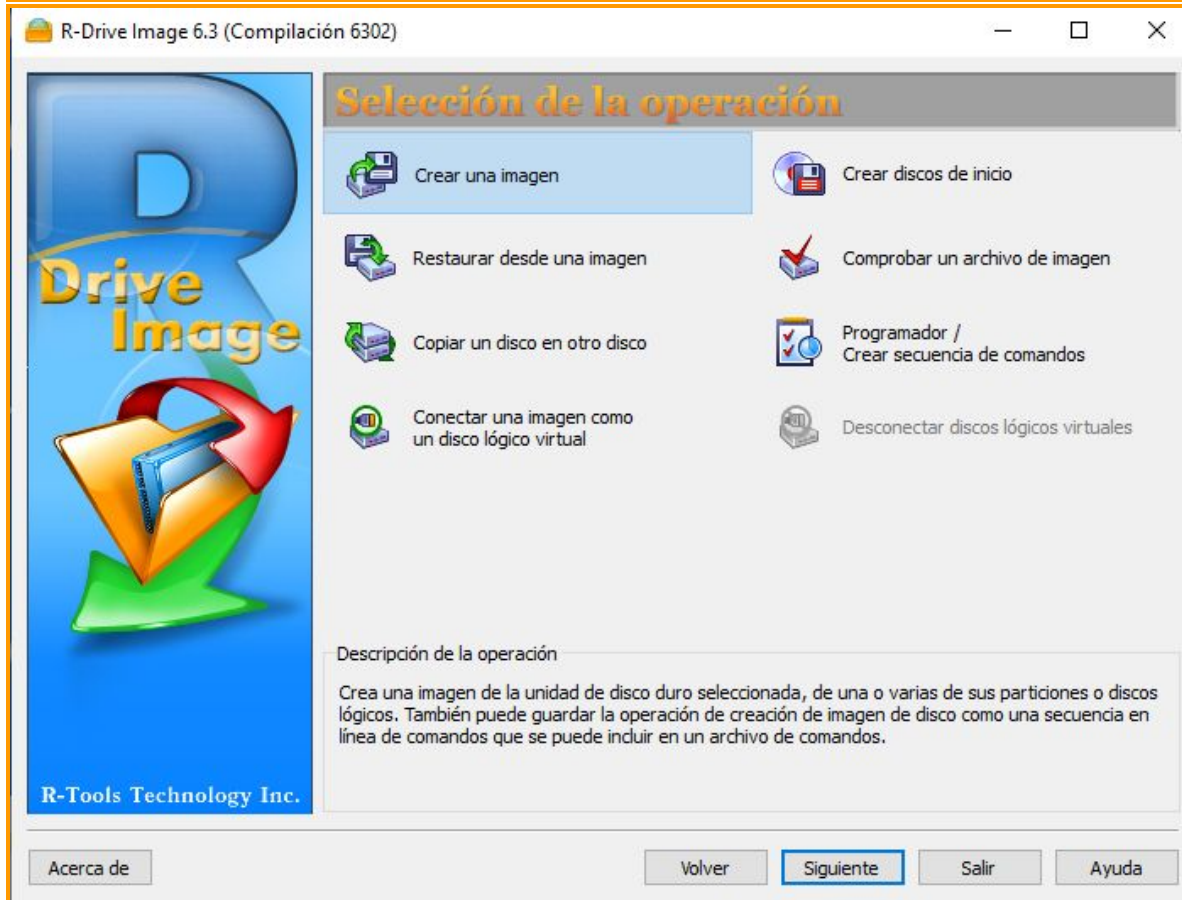 R-Drive Image 6.3 (Compilación 6302)
R
Drive
Image
R-Tools Technology Inc.
Selección de la operación
Crear una imagen
Crear discos de inicio
Restaurar desde una imagen
Comprobar un archivo de imagen
Copiar un disco en otro disco
Programador /
Crear secuencia de comandos
Conectar una imagen como
un disco lógico virtual
Desconectar discos lógicos virtuales
Descripción de la operación
Crea una imagen de la unidad de disco duro seleccionada, de una o varias de sus particiones o discos
lógicos. También puede guardar la operación de creación de imagen de disco como una secuencia en
línea de comandos que se puede incluir en un archivo de comandos.
Acerca de
Volver
Siguiente
Salir
Ayuda